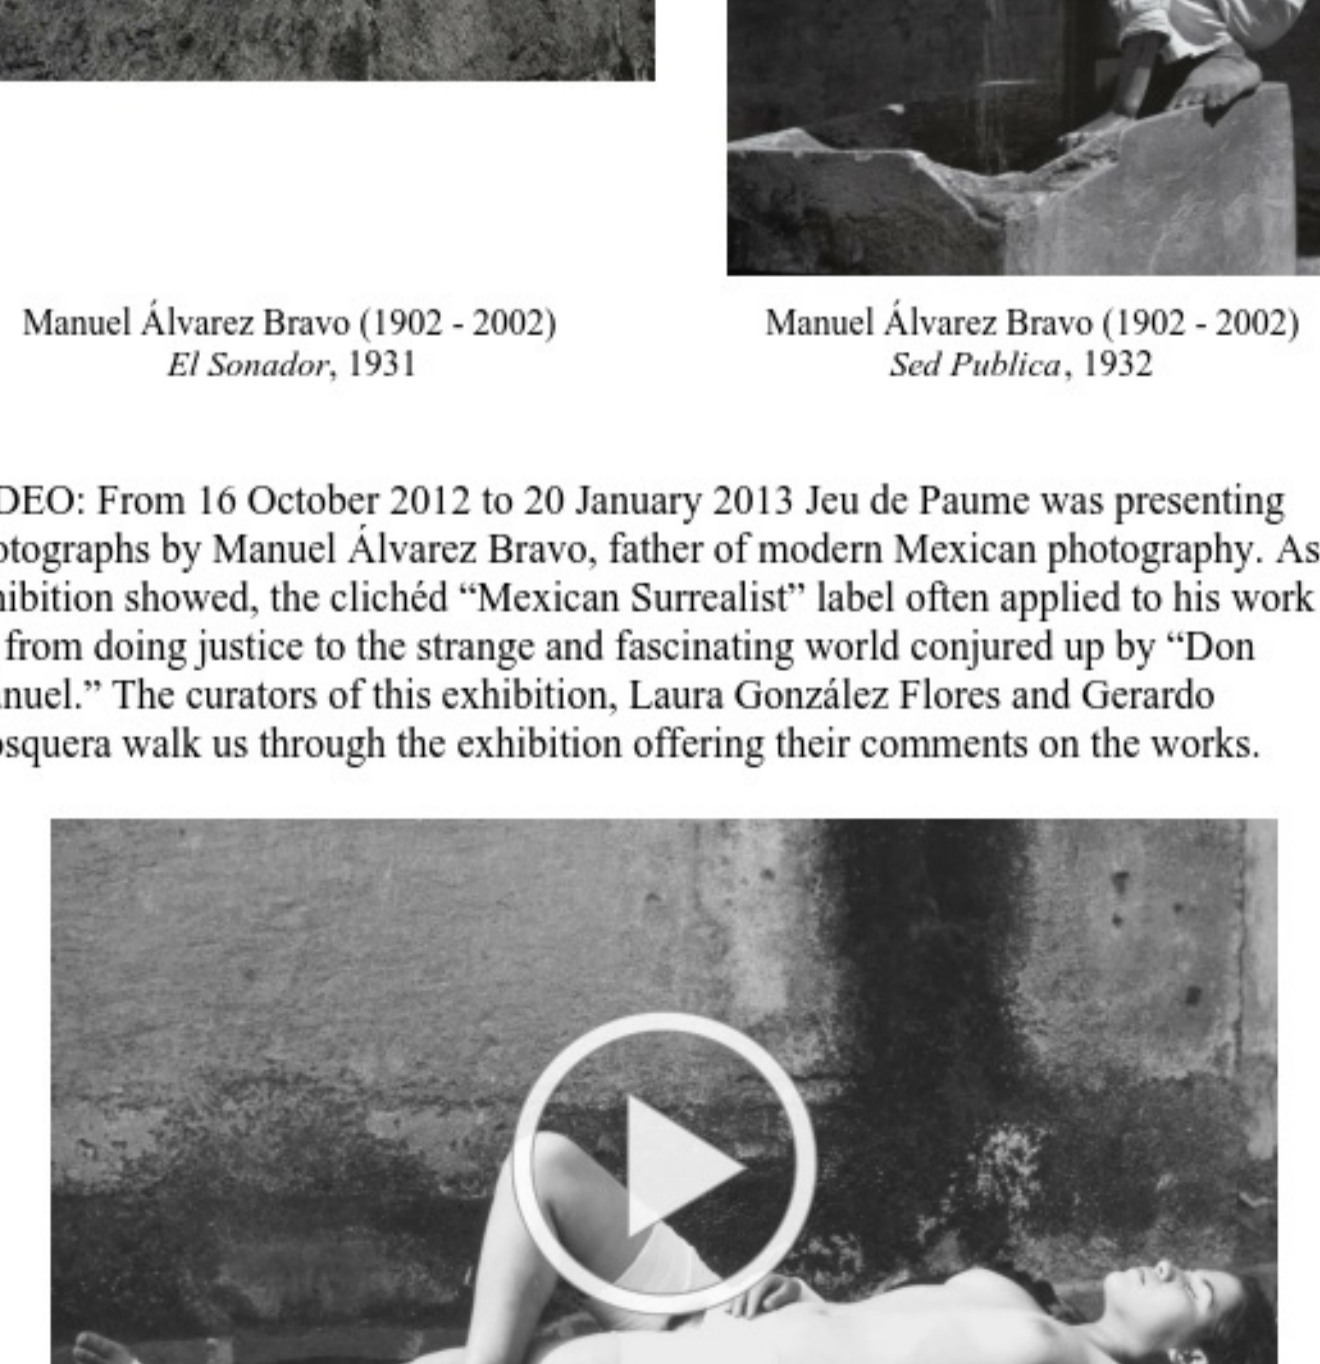 Manuel Álvarez Bravo (1902 - 2002)
El Sonador, 1931
Manuel Álvarez Bravo (1902 - 2002)
Sed Publica, 1932
DEO: From 16 October 2012 to 20 January 2013 Jeu de Paume was presenting
otographs by Manuel Álvarez Bravo, father of modern Mexican photography. As
hibition showed, the clichéd “Mexican Surrealist” label often applied to his work
from doing justice to the strange and fascinating world conjured up by “Don
nuel.” The curators of this exhibition, Laura González Flores and Gerardo
osquera walk us through the exhibition offering their comments on the works.